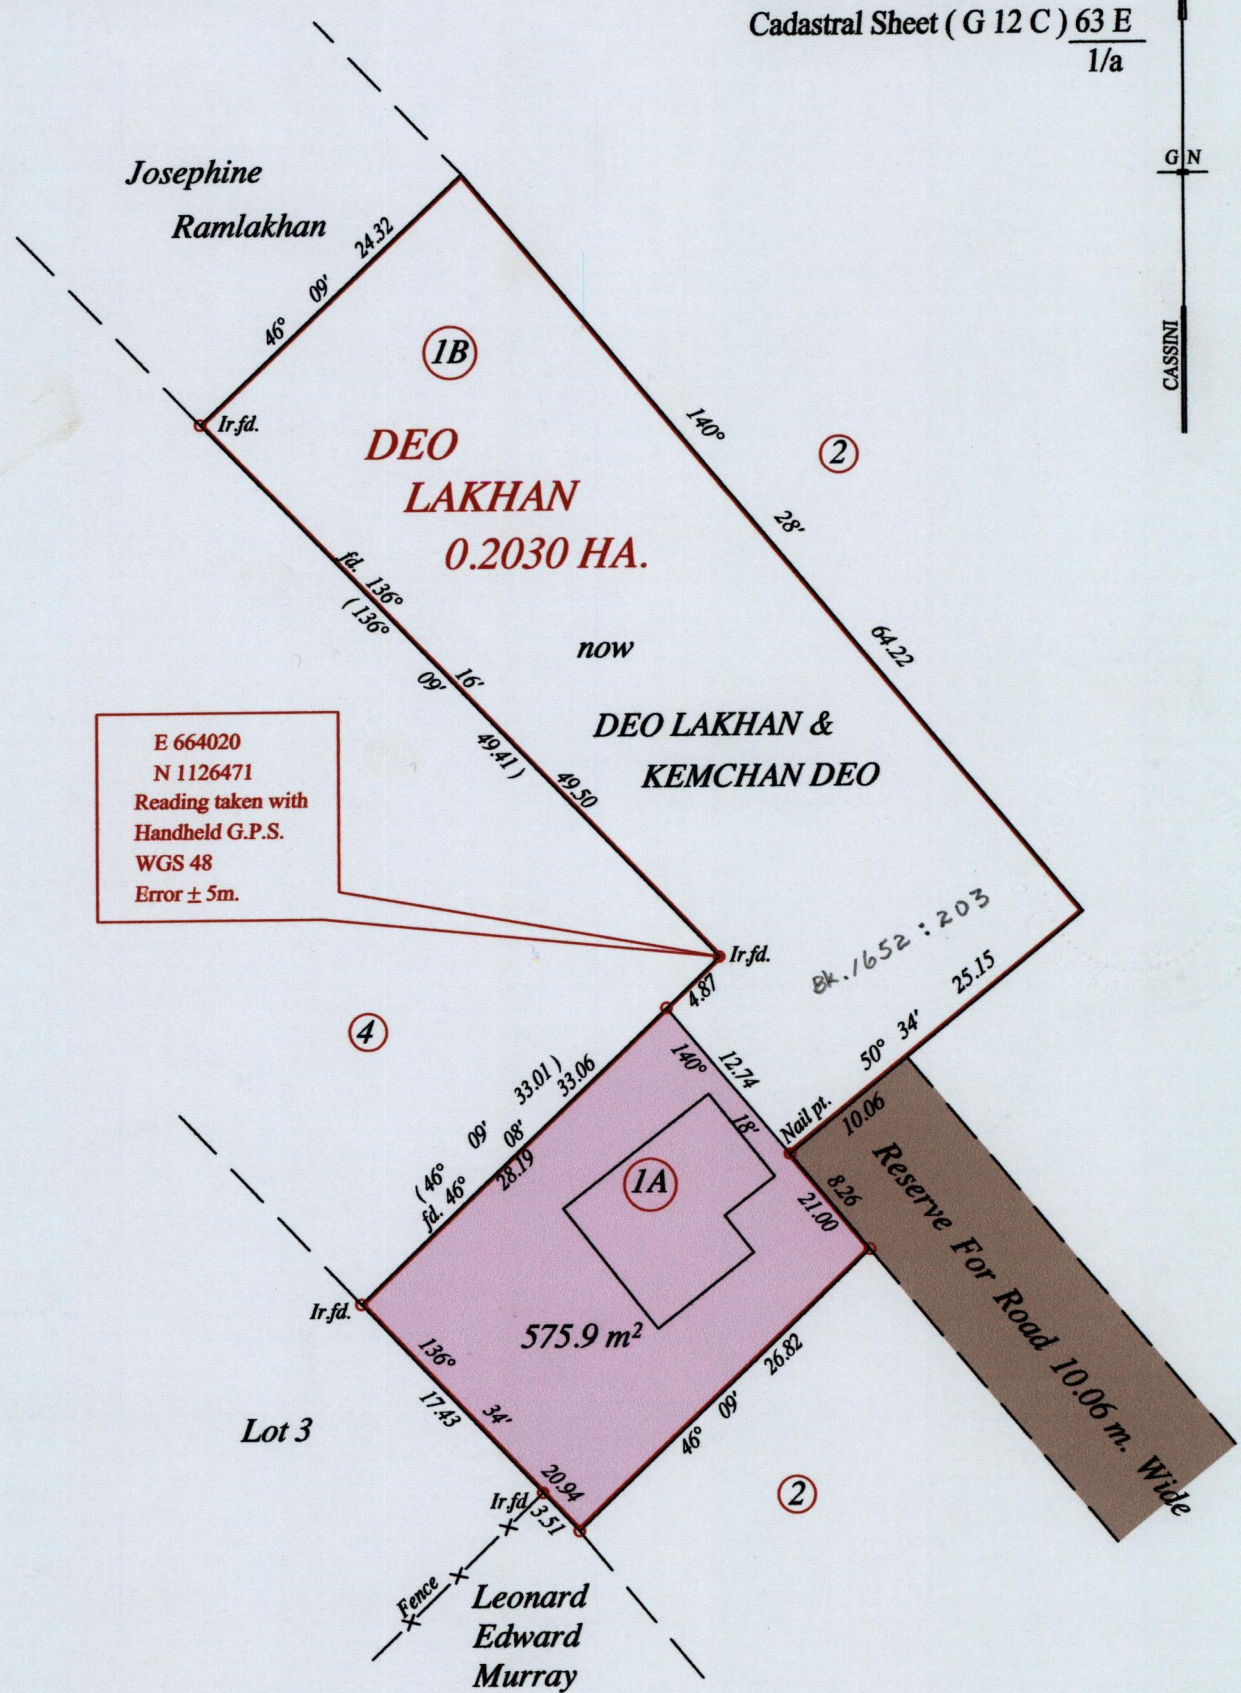 Cadastral Sheet ( G 12 C ) 63 E
1/a
G N
CASSINI
Josephine
Ramlakhan
46° 09' 24.32
Ir.fd.
1B
DEO
LAKHAN
0.2030 HA.
now
DEO LAKHAN &
KEMCHAN DEO
140° 28' 64.22
2
fd. 136° 16' 49.50
( 136° 09' 49.41 )
E 664020
N 1126471
Reading taken with
Handheld G.P.S.
WGS 48
Error ± 5m.
Ir.fd.
Bk. 1652 : 203
4.87
50° 34' 25.15
4
( 46° 09' 33.01 )
fd. 46° 08' 33.06
28.19
140° 18' 21.00
12.74
Nail pt.
10.06
8.26
1A
Reserve For Road 10.06 m. Wide
Ir.fd.
575.9 m²
136° 34' 20.94
17.43
46° 09' 26.82
Lot 3
Ir.fd
3.51
2
Fence
Leonard
Edward
Murray